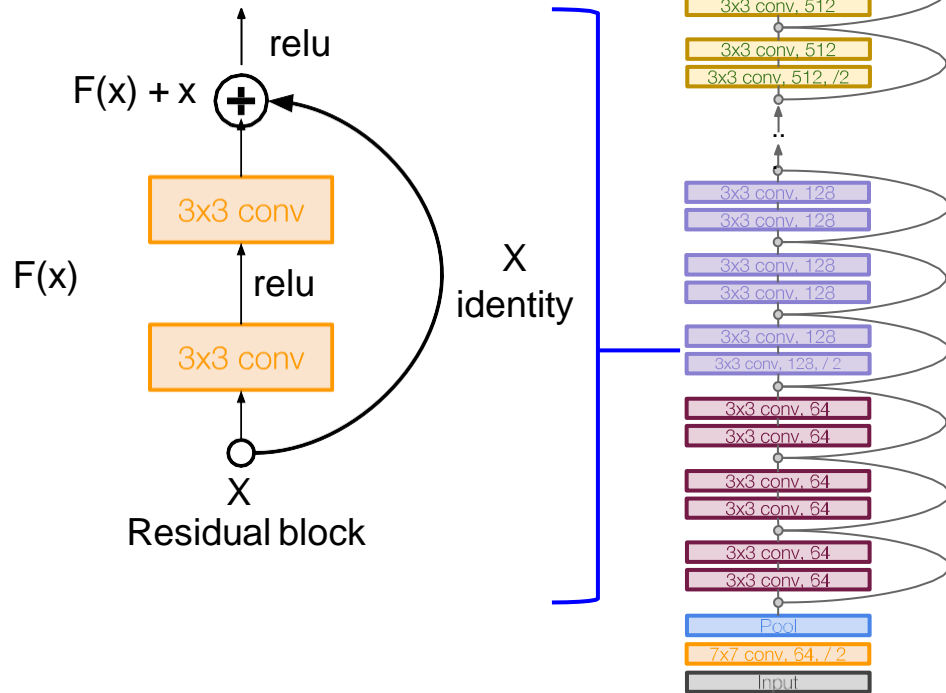 relu
F(x) + x
3x3 conv
F(x)
relu
X
identity
3x3 conv
X
Residual block
3x3 conv, 512
3x3 conv, 512
3x3 conv, 512, /2
..
3x3 conv, 128
3x3 conv, 128
3x3 conv, 128
3x3 conv, 128
3x3 conv, 128
3x3 conv, 128, / 2
3x3 conv, 64
3x3 conv, 64
3x3 conv, 64
3x3 conv, 64
3x3 conv, 64
3x3 conv, 64
Pool
7x7 conv, 64, / 2
Input